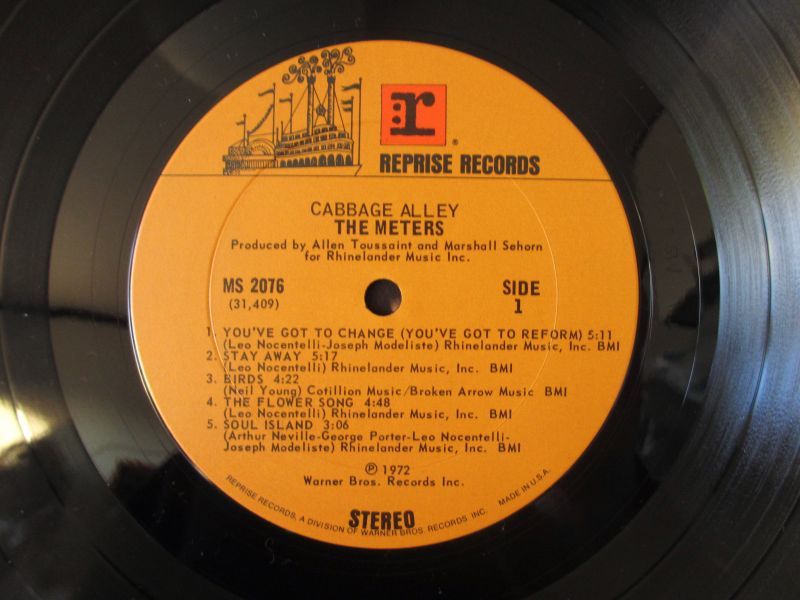 r®
REPRISE RECORDS
CABBAGE ALLEY
THE METERS
Produced by Allen Toussaint and Marshall Sehorn
for Rhinelander Music Inc.
MS 2076
(31,409)
SIDE
1
1. YOU'VE GOT TO CHANGE (YOU'VE GOT TO REFORM) 5:11
(Leo Nocentelli-Joseph Modeliste) Rhinelander Music, Inc. BMI
2. STAY AWAY 5:17
(Leo Nocentelli) Rhinelander Music, Inc. BMI
3. BIRDS 4:22
(Neil Young) Cotillion Music/Broken Arrow Music BMI
4. THE FLOWER SONG 4:48
(Leo Nocentelli) Rhinelander Music, Inc. BMI
5. SOUL ISLAND 3:06
(Arthur Neville-George Porter-Leo Nocentelli-
Joseph Modeliste) Rhinelander Music, Inc. BMI
℗ 1972
Warner Bros. Records Inc.
STEREO
REPRISE RECORDS, A DIVISION OF WARNER BROS. RECORDS INC. MADE IN U.S.A.